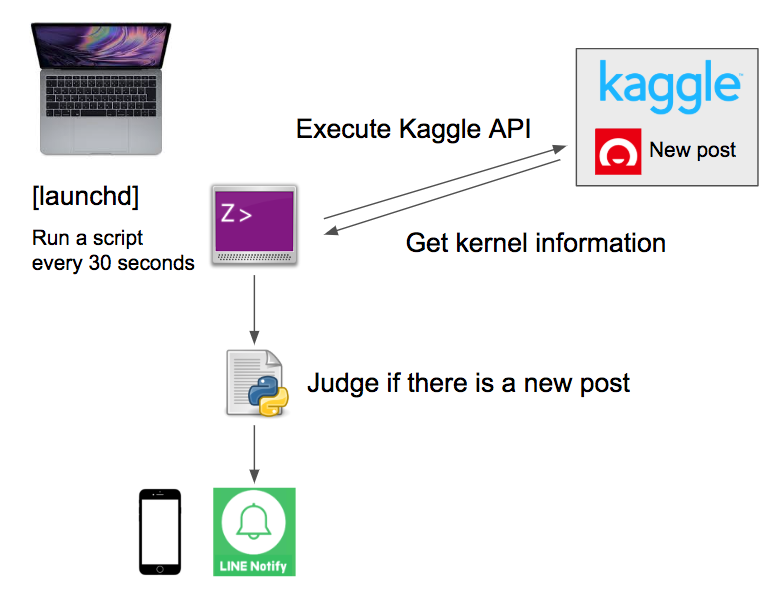 kaggle
Execute Kaggle API
New post
[launchd]
Z>
Run a script
every 30 seconds
Get kernel information
Judge if there is a new post
LINE Notify